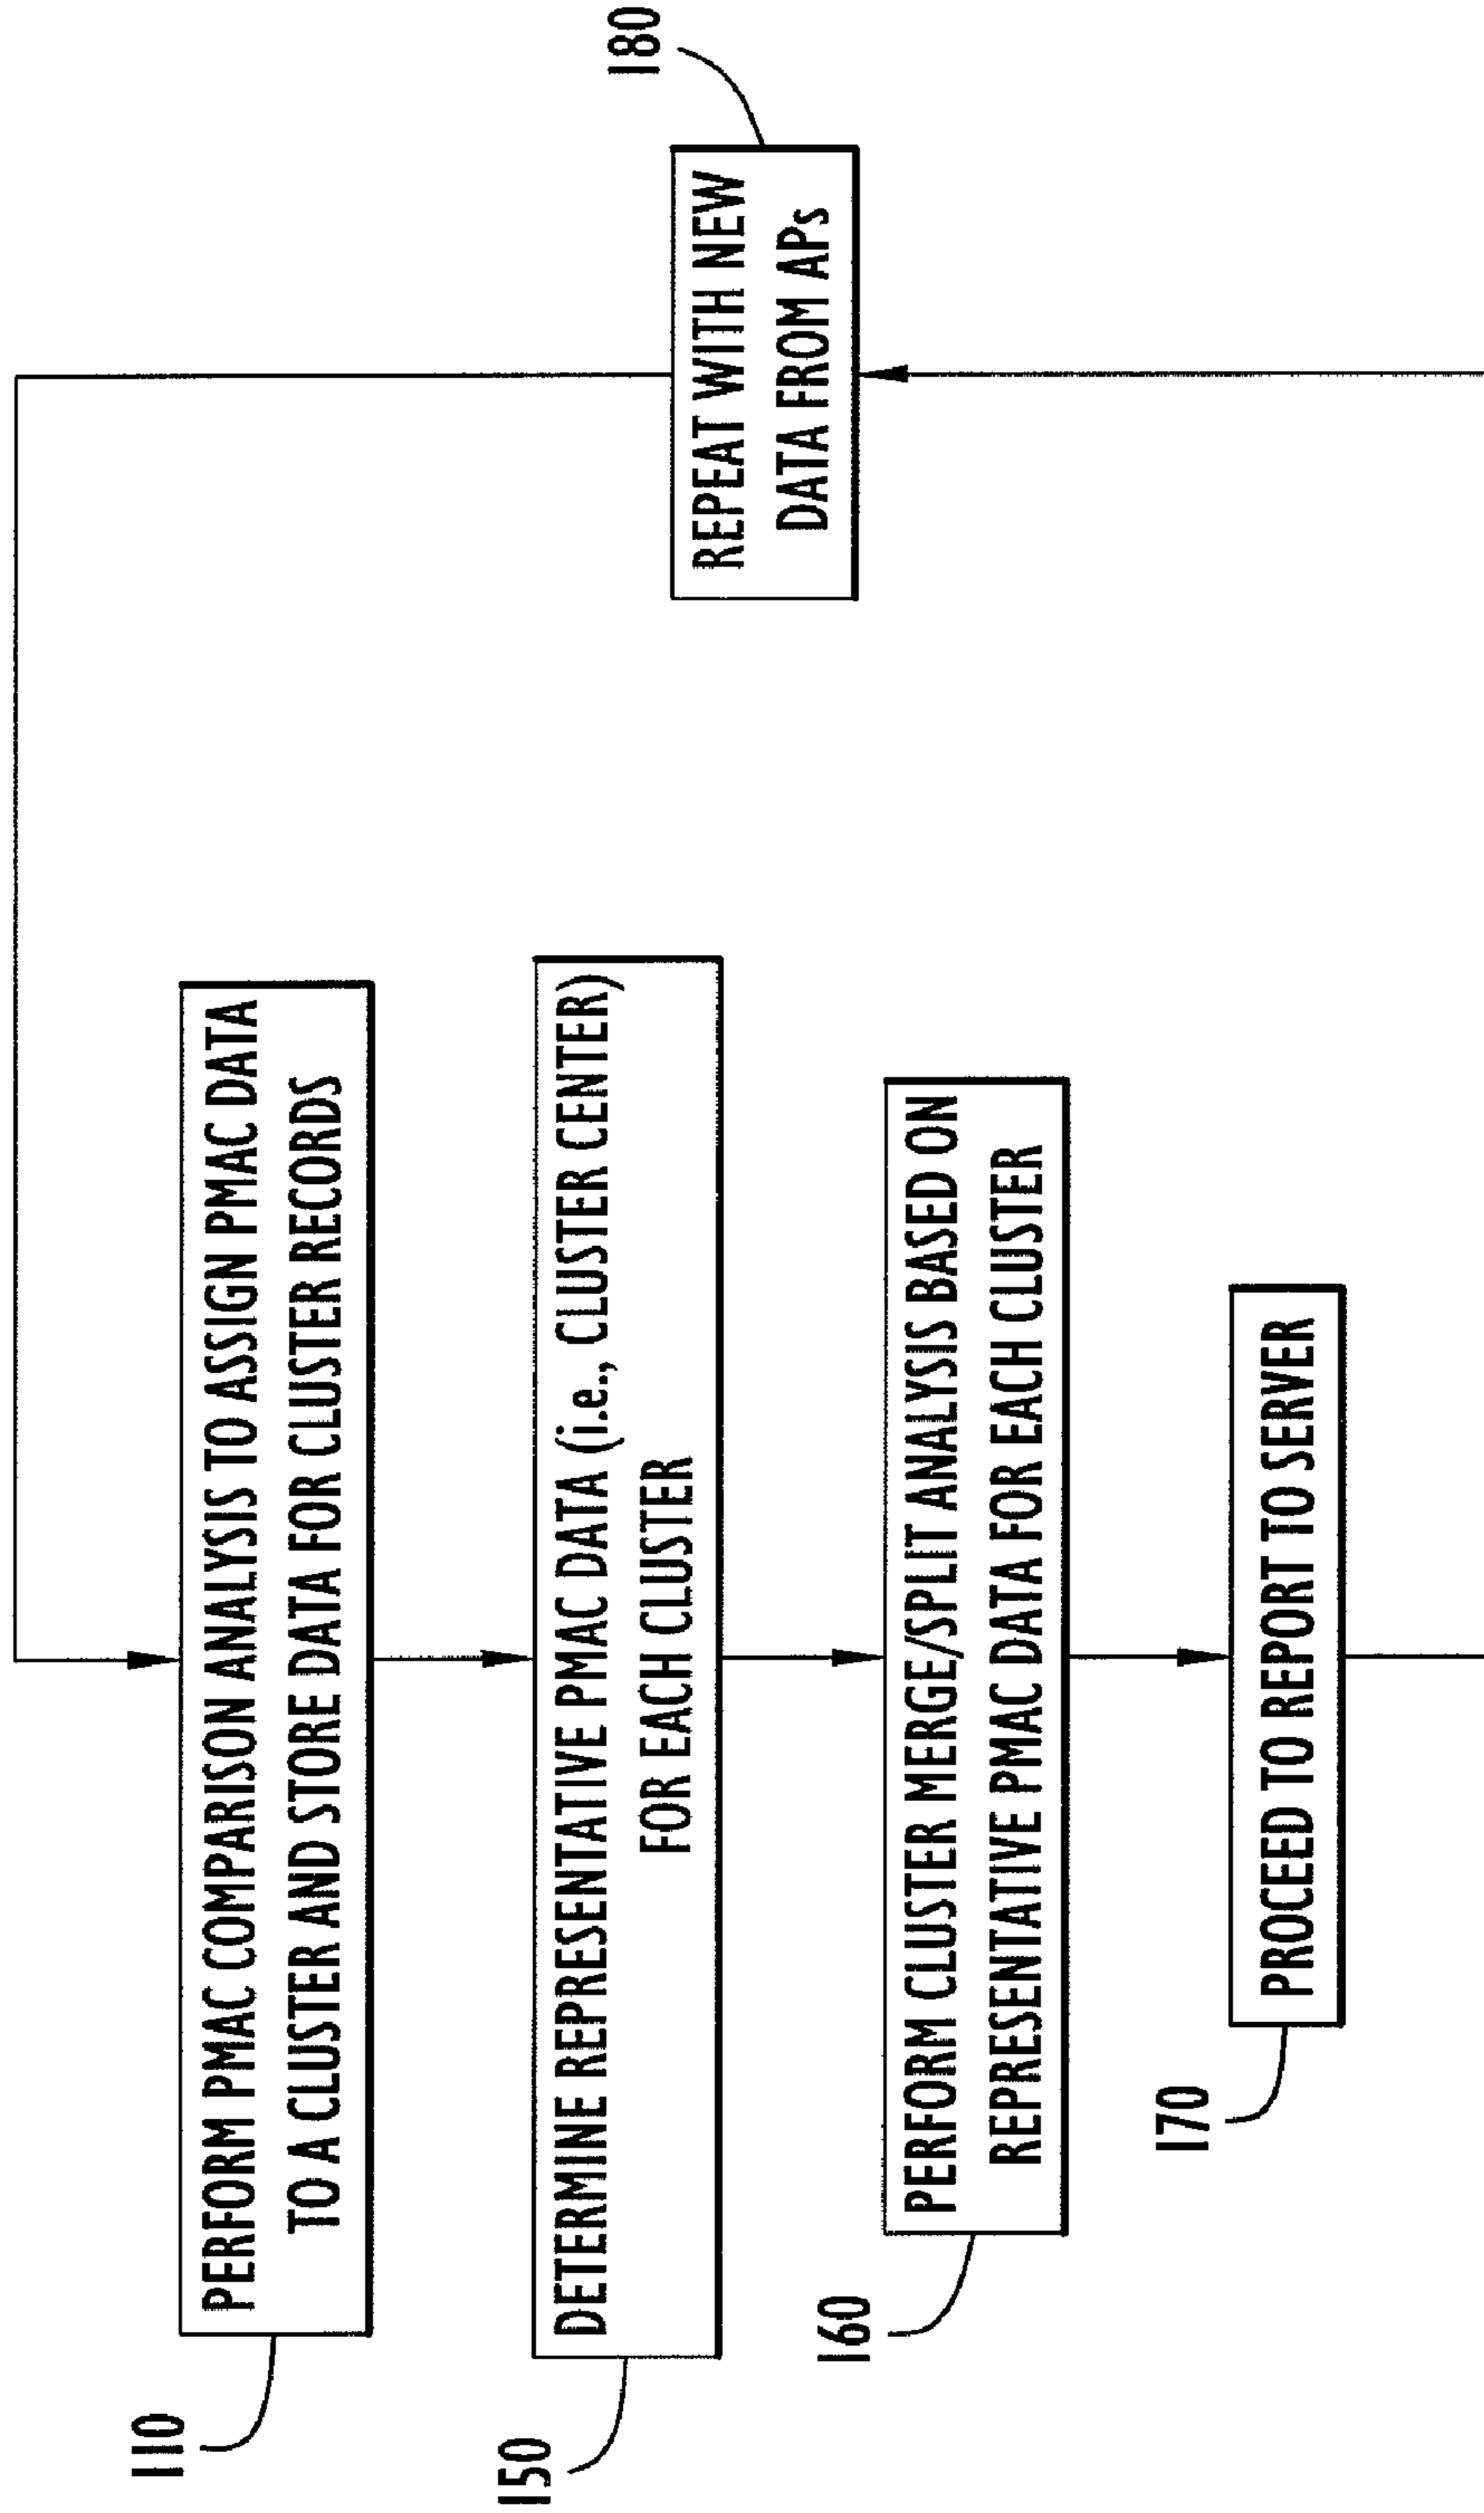 110
PERFORM PMAC COMPARISON ANALYSIS TO ASSIGN PMAC DATA
TO A CLUSTER AND STORE DATA FOR CLUSTER RECORDS
150
DETERMINE REPRESENTATIVE PMAC DATA (i.e., CLUSTER CENTER)
FOR EACH CLUSTER
160
PERFORM CLUSTER MERGE/SPLIT ANALYSIS BASED ON
REPRESENTATIVE PMAC DATA FOR EACH CLUSTER
170
PROCEED TO REPORT TO SERVER
180
REPEAT WITH NEW
DATA FROM APs